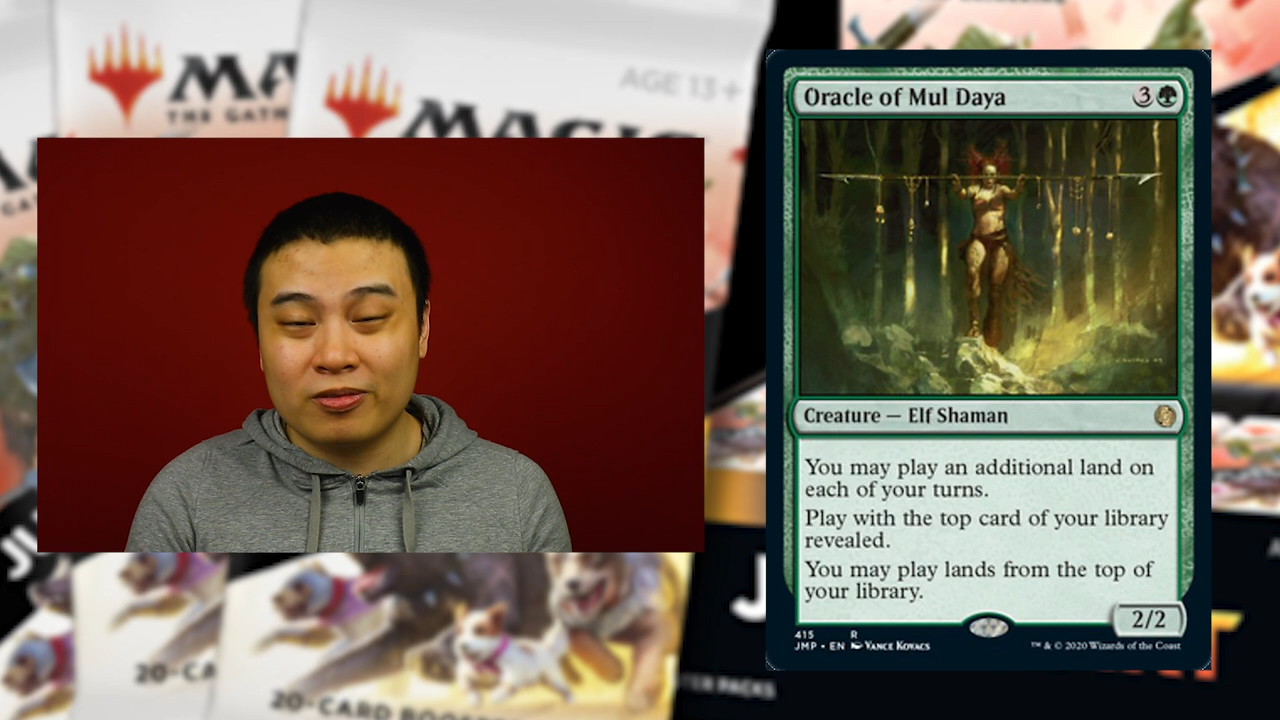 MA
THE GATH
AGE 13+
MAGIC
Oracle of Mul Daya
3
Creature — Elf Shaman
You may play an additional land on
each of your turns.
Play with the top card of your library
revealed.
You may play lands from the top of
your library.
2/2
415 R
JMP • EN VANCE KOVACS
™ & © 2020 Wizards of the Coast
20-CA
20-CARD BOOS